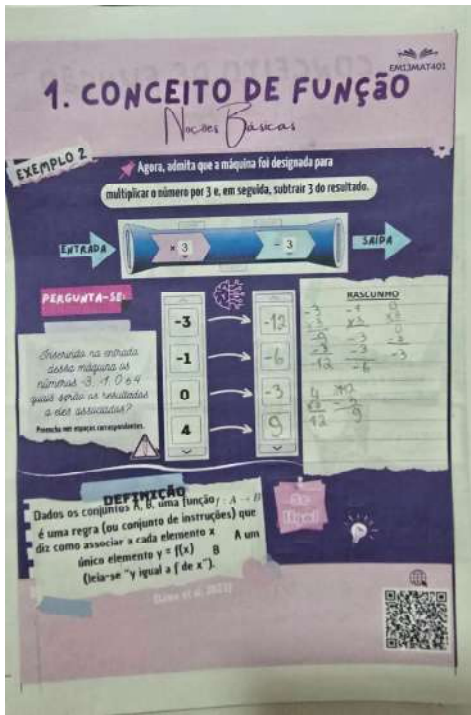 EM13MAT401
1. CONCEITO DE FUNÇÃO
Noções Básicas
EXEMPLO 2
Agora, admita que a máquina foi designada para
multiplicar o número por 3 e, em seguida, subtrair 3 do resultado.
ENTRADA
× 3
- 3
SAÍDA
PERGUNTA-SE:
Inserindo na entrada
dessa máquina os
números -3, -1, 0 e 4
quais serão os resultados
a eles associados?
Preencha nos espaços correspondentes.
-3
-12
-1
-6
0
-3
4
9
RASCUNHO
DEFINIÇÃO
Dados os conjuntos A, B, uma função f : A → B
é uma regra (ou conjunto de instruções) que
diz como associar a cada elemento x A um
único elemento y = f(x) B
(leia-se "y igual a f de x").